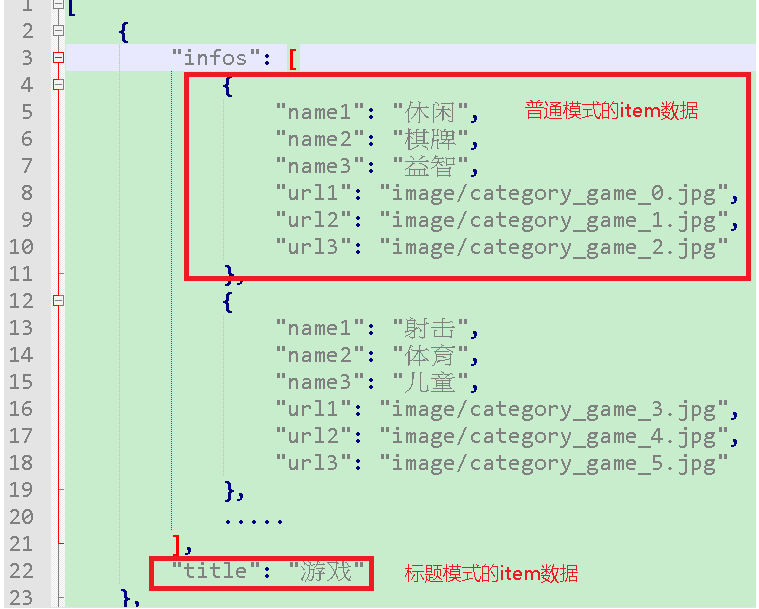 1 [
2 {
3 "infos": [
4 {
5 "name1": "休闲", 普通模式的item数据
6 "name2": "棋牌",
7 "name3": "益智",
8 "url1": "image/category_game_0.jpg",
9 "url2": "image/category_game_1.jpg",
10 "url3": "image/category_game_2.jpg"
11 },
12 {
13 "name1": "射击",
14 "name2": "体育",
15 "name3": "儿童",
16 "url1": "image/category_game_3.jpg",
17 "url2": "image/category_game_4.jpg",
18 "url3": "image/category_game_5.jpg"
19 },
20 .....
21 ],
22 "title": "游戏" 标题模式的item数据
23 },